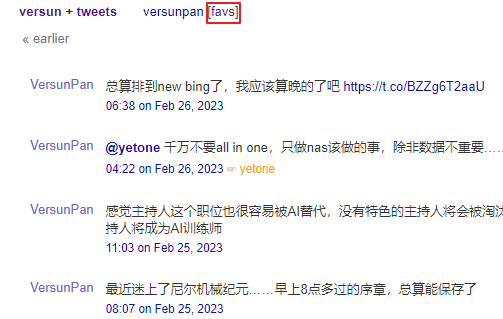 versun + tweets versunpan [favs]
« earlier
VersunPan 总算排到new bing了，我应该算晚的了吧 https://t.co/BZZg6T2aaU
06:38 on Feb 26, 2023
VersunPan @yetone 千万不要all in one，只做nas该做的事，除非数据不重要……
04:22 on Feb 26, 2023 ✏ yetone
VersunPan 感觉主持人这个职位也很容易被AI替代，没有特色的主持人将会被淘汰
持人将成为AI训练师
11:03 on Feb 25, 2023
VersunPan 最近迷上了尼尔机械纪元……早上8点多过的序章，总算能保存了
08:07 on Feb 25, 2023